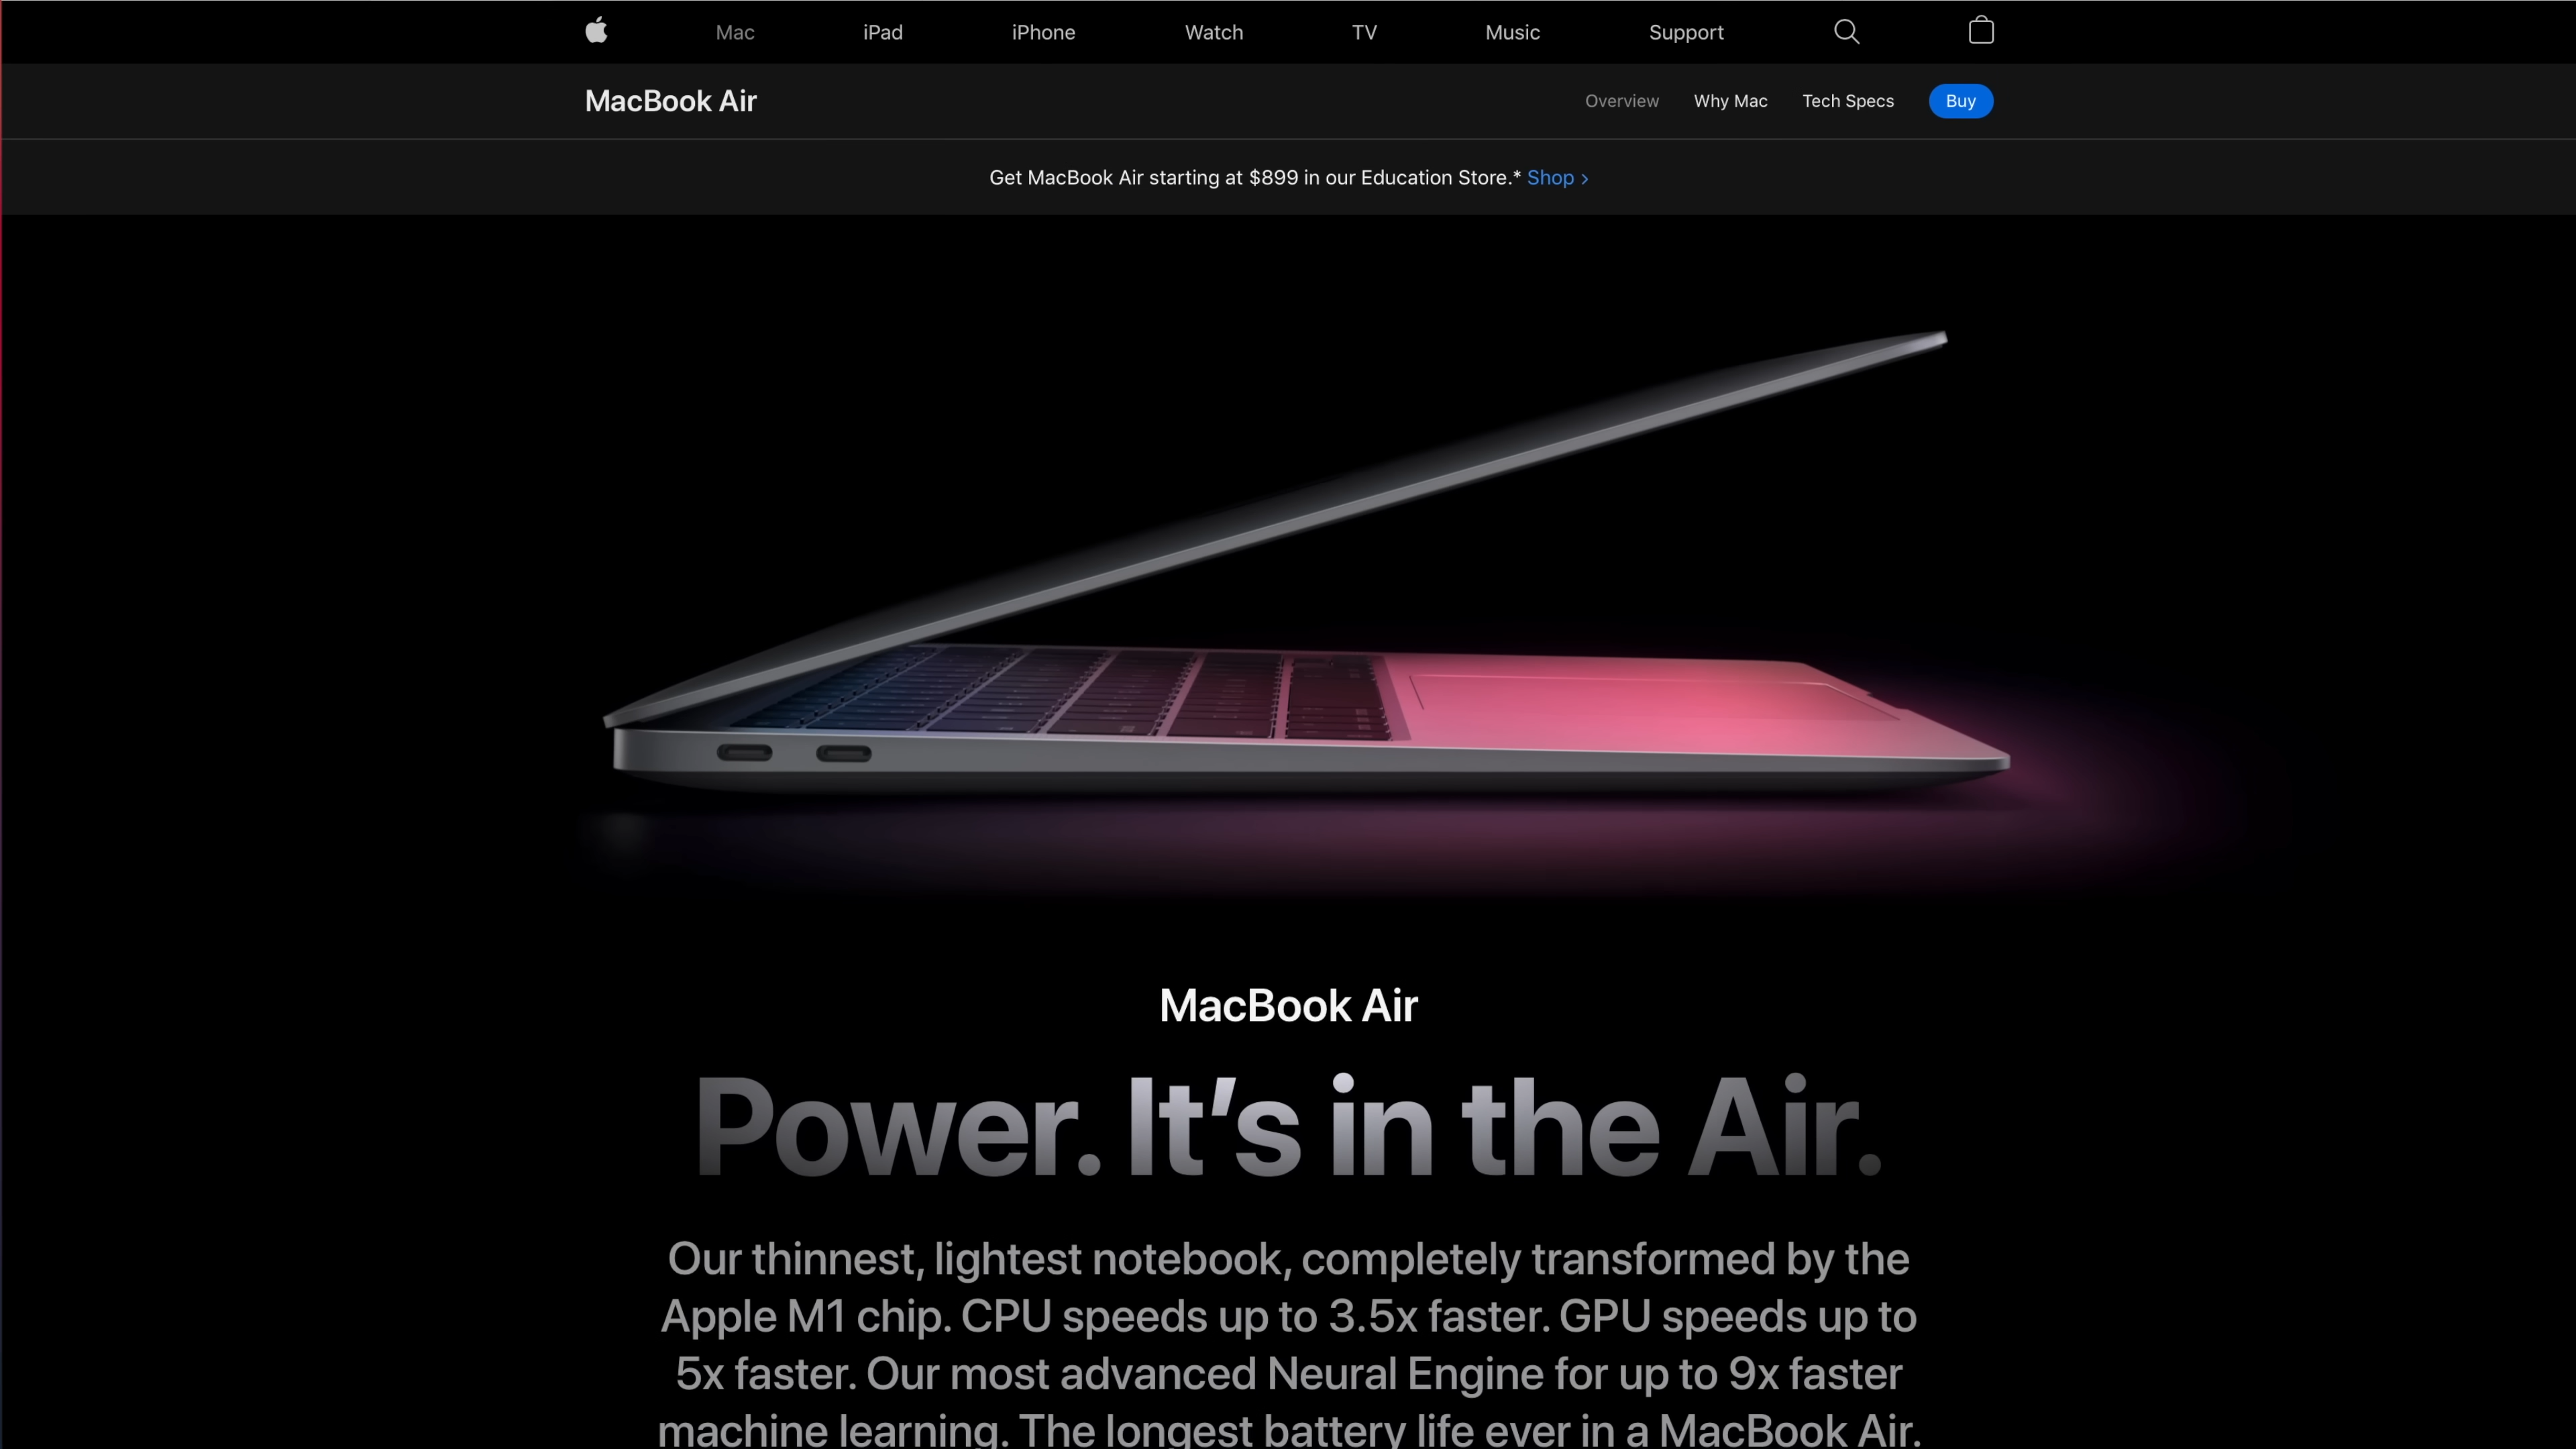 Mac
iPad
iPhone
Watch
TV
Music
Support
MacBook Air
Overview
Why Mac
Tech Specs
Buy
Get MacBook Air starting at $899 in our Education Store.* Shop >
MacBook Air
Power. It’s in the Air.
Our thinnest, lightest notebook, completely transformed by the
Apple M1 chip. CPU speeds up to 3.5x faster. GPU speeds up to
5x faster. Our most advanced Neural Engine for up to 9x faster
machine learning. The longest battery life ever in a MacBook Air.